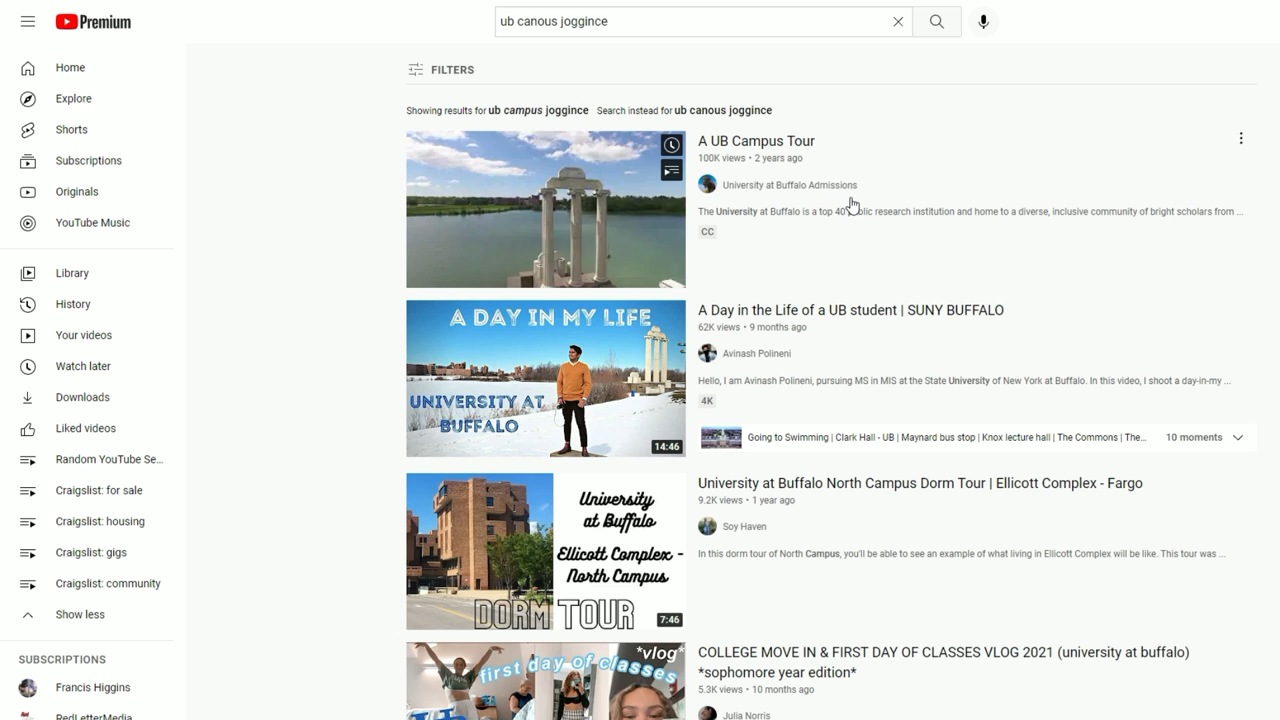 Premium
ub canous joggince
Home
Explore
Shorts
Subscriptions
Originals
YouTube Music
Library
History
Your videos
Watch later
Downloads
Liked videos
Random YouTube Se...
Craigslist: for sale
Craigslist: housing
Craigslist: gigs
Craigslist: community
Show less
SUBSCRIPTIONS
Francis Higgins
RedLetterMedia
FILTERS
Showing results for ub campus joggince Search instead for ub canous joggince
A UB Campus Tour
100K views • 2 years ago
University at Buffalo Admissions
The University at Buffalo is a top 40 public research institution and home to a diverse, inclusive community of bright scholars from ...
CC
A DAY IN MY LIFE
UNIVERSITY AT
BUFFALO
14:46
A Day in the Life of a UB student | SUNY BUFFALO
62K views • 9 months ago
Avinash Polineni
Hello, I am Avinash Polineni, pursuing MS in MIS at the State University of New York at Buffalo. In this video, I shoot a day-in-my ...
4K
Going to Swimming | Clark Hall - UB | Maynard bus stop | Knox lecture hall | The Commons | The... 10 moments
University
at Buffalo
Ellicott Complex -
North Campus
DORM TOUR
7:46
University at Buffalo North Campus Dorm Tour | Ellicott Complex - Fargo
9.2K views • 1 year ago
Soy Haven
In this dorm tour of North Campus, you'll be able to see an example of what living in Ellicott Complex will be like. This tour was ...
*vlog*
first day of classes
COLLEGE MOVE IN & FIRST DAY OF CLASSES VLOG 2021 (university at buffalo)
*sophomore year edition*
5.3K views • 10 months ago
Julia Norris